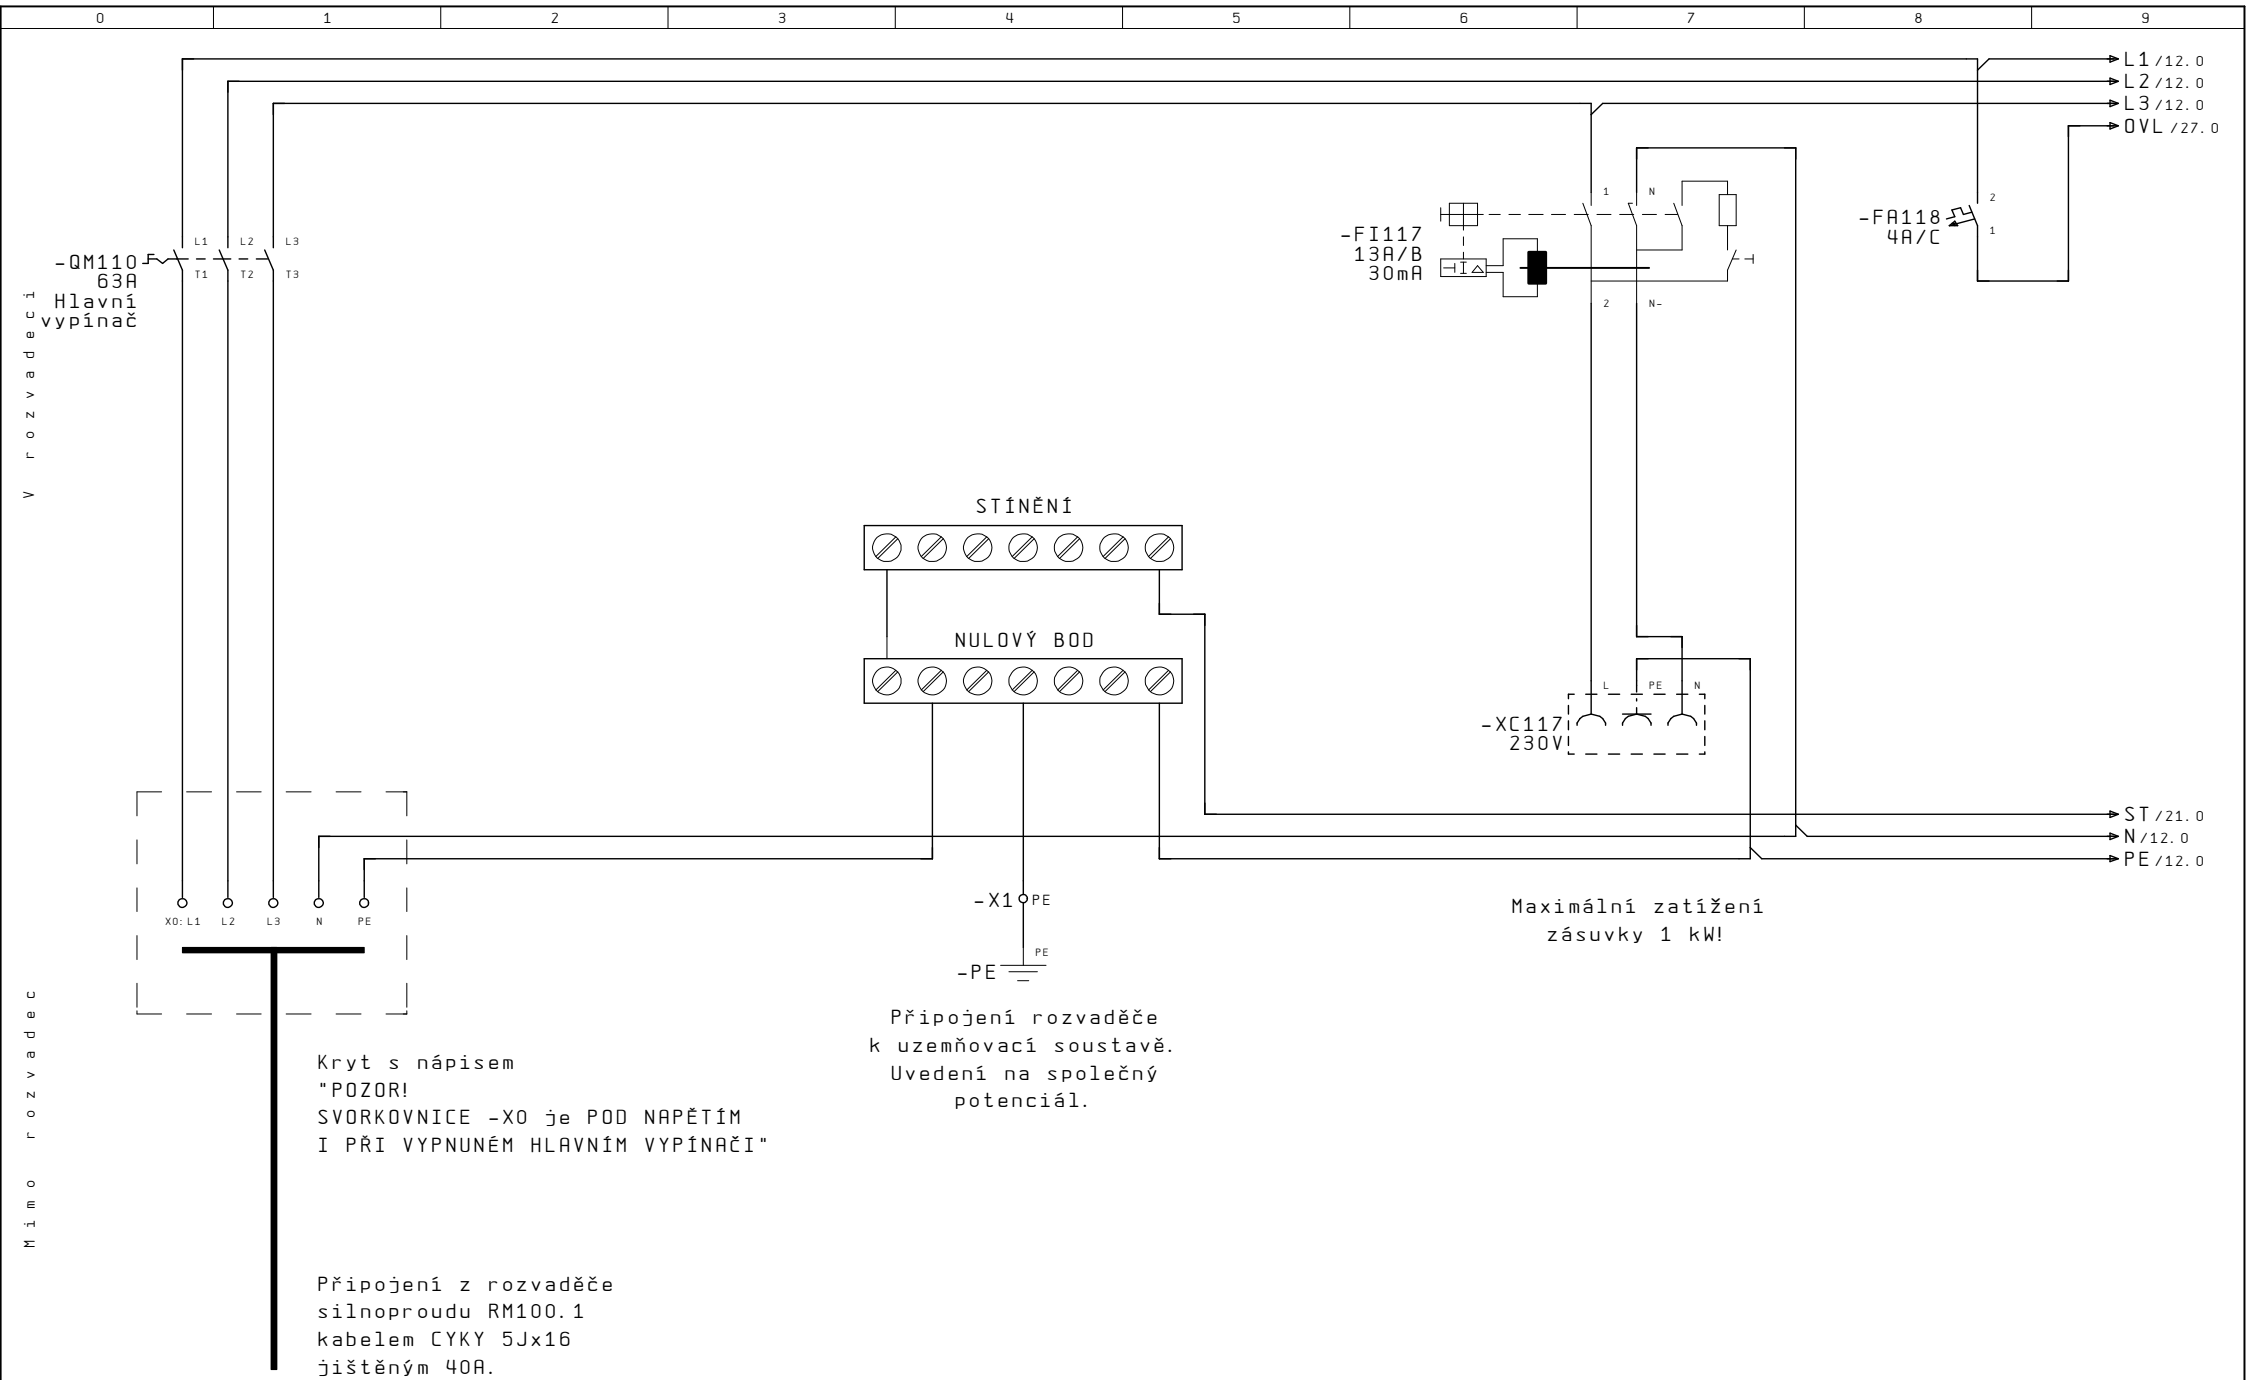 0 1 2 3 4 5 6 7 8 9
L1 /12.0
L2 /12.0
L3 /12.0
OVL /27.0
-QM110
63A
Hlavní
vypínač
L1 L2 L3
T1 T2 T3
-FI117
13A/B
30mA
1 N
2 N-
-FA118
4A/C
2
1
V rozvadeci
STÍNĚNÍ
NULOVÝ BOD
-XC117
230V
L PE N
ST /21.0
N /12.0
PE /12.0
X0:L1 L2 L3 N PE
-X1 PE
PE
-PE
Maximální zatížení
zásuvky 1 kW!
Připojení rozvaděče
k uzemňovací soustavě.
Uvedení na společný
potenciál.
Mimo rozvadec
Kryt s nápisem
"POZOR!
SVORKOVNICE -X0 je POD NAPĚTÍM
I PŘI VYPNUNÉM HLAVNÍM VYPÍNAČI"
Připojení z rozvaděče
silnoproudu RM100.1
kabelem CYKY 5Jx16
jištěným 40A.